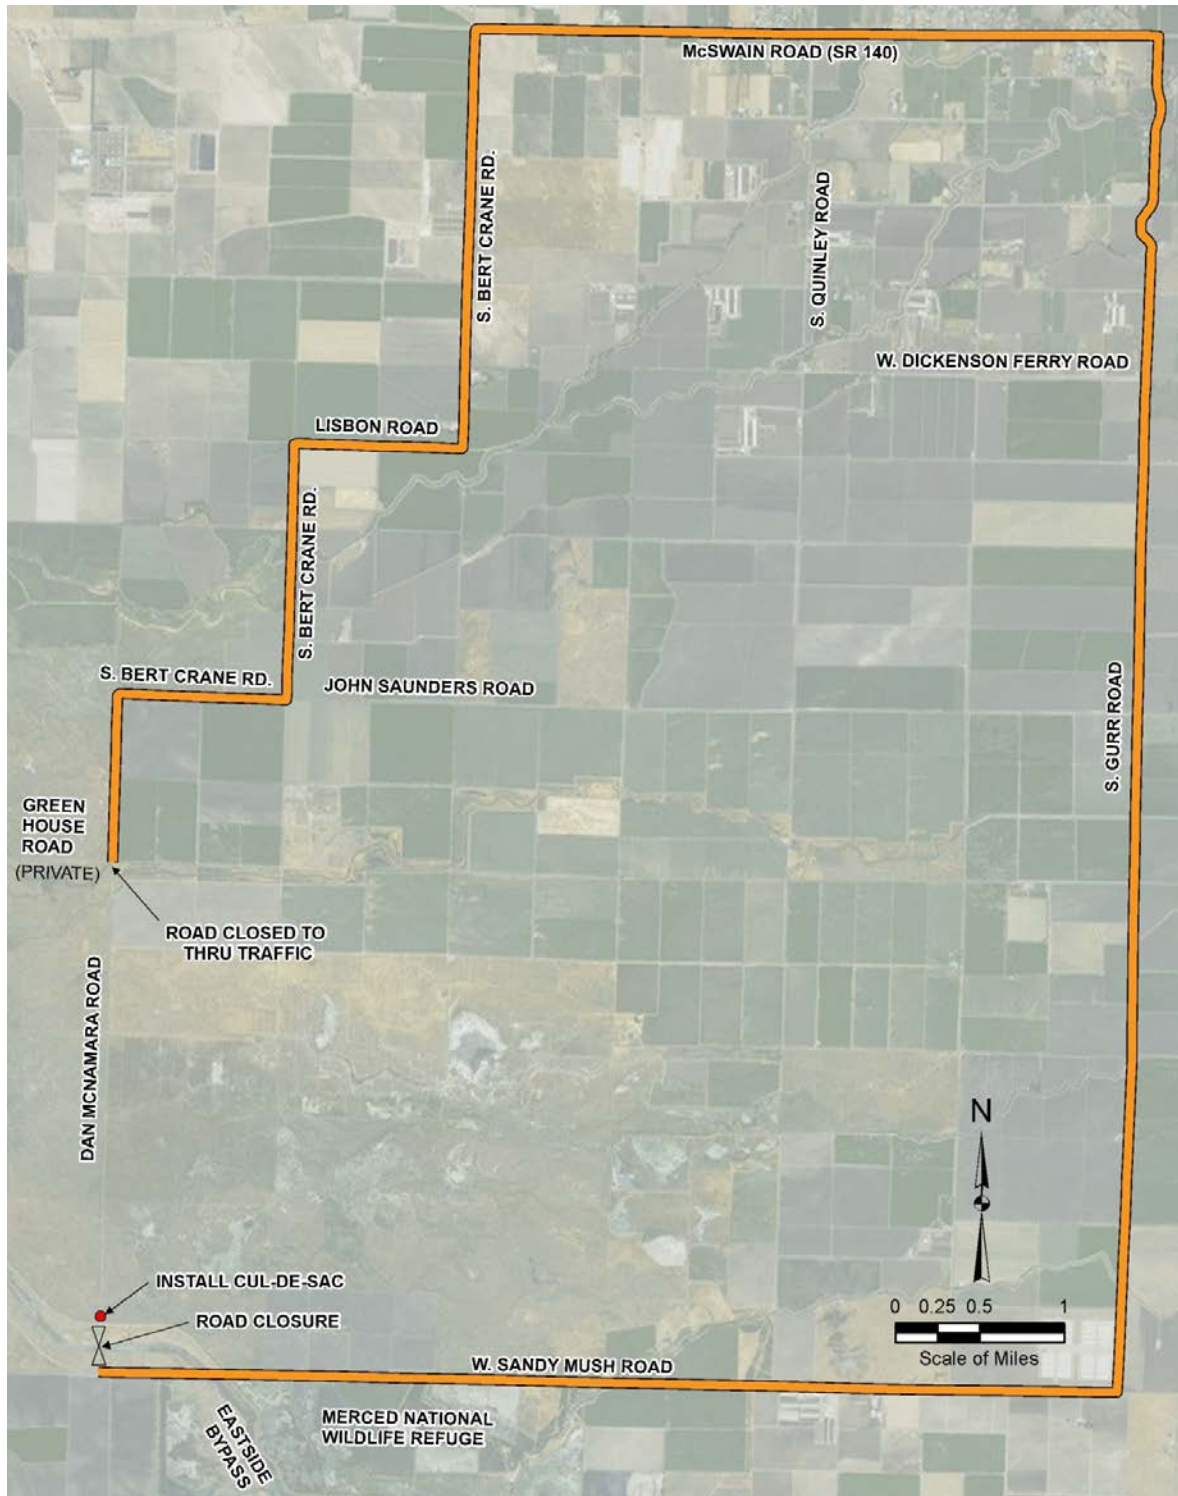 McSWAIN ROAD (SR 140)
S. BERT CRANE RD.
S. QUINLEY ROAD
W. DICKENSON FERRY ROAD
LISBON ROAD
S. BERT CRANE RD.
S. BERT CRANE RD.
JOHN SAUNDERS ROAD
S. GURR ROAD
GREEN
HOUSE
ROAD
(PRIVATE)
ROAD CLOSED TO
THRU TRAFFIC
DAN MCNAMARA ROAD
N
INSTALL CUL-DE-SAC
ROAD CLOSURE
0 0.25 0.5 1
Scale of Miles
W. SANDY MUSH ROAD
EASTSIDE
BYPASS
MERCED NATIONAL
WILDLIFE REFUGE